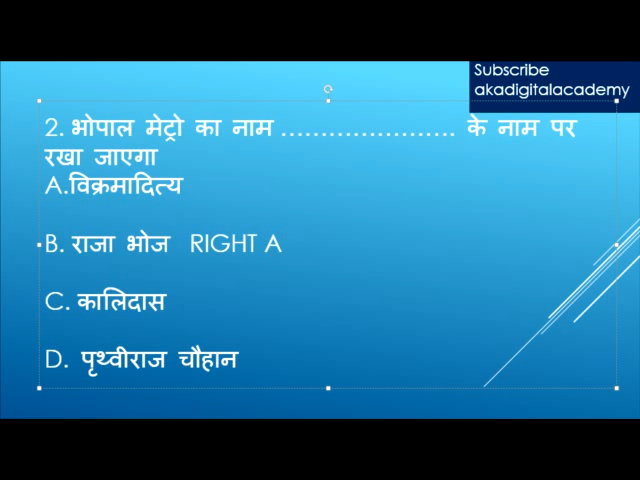 Subscribe
akadigitalacademy
2. भोपाल मेट्रो का नाम ...................... के नाम पर
रखा जाएगा
A.विक्रमादित्य
B. राजा भोज RIGHT A
C. कालिदास
D. पृथ्वीराज चौहान